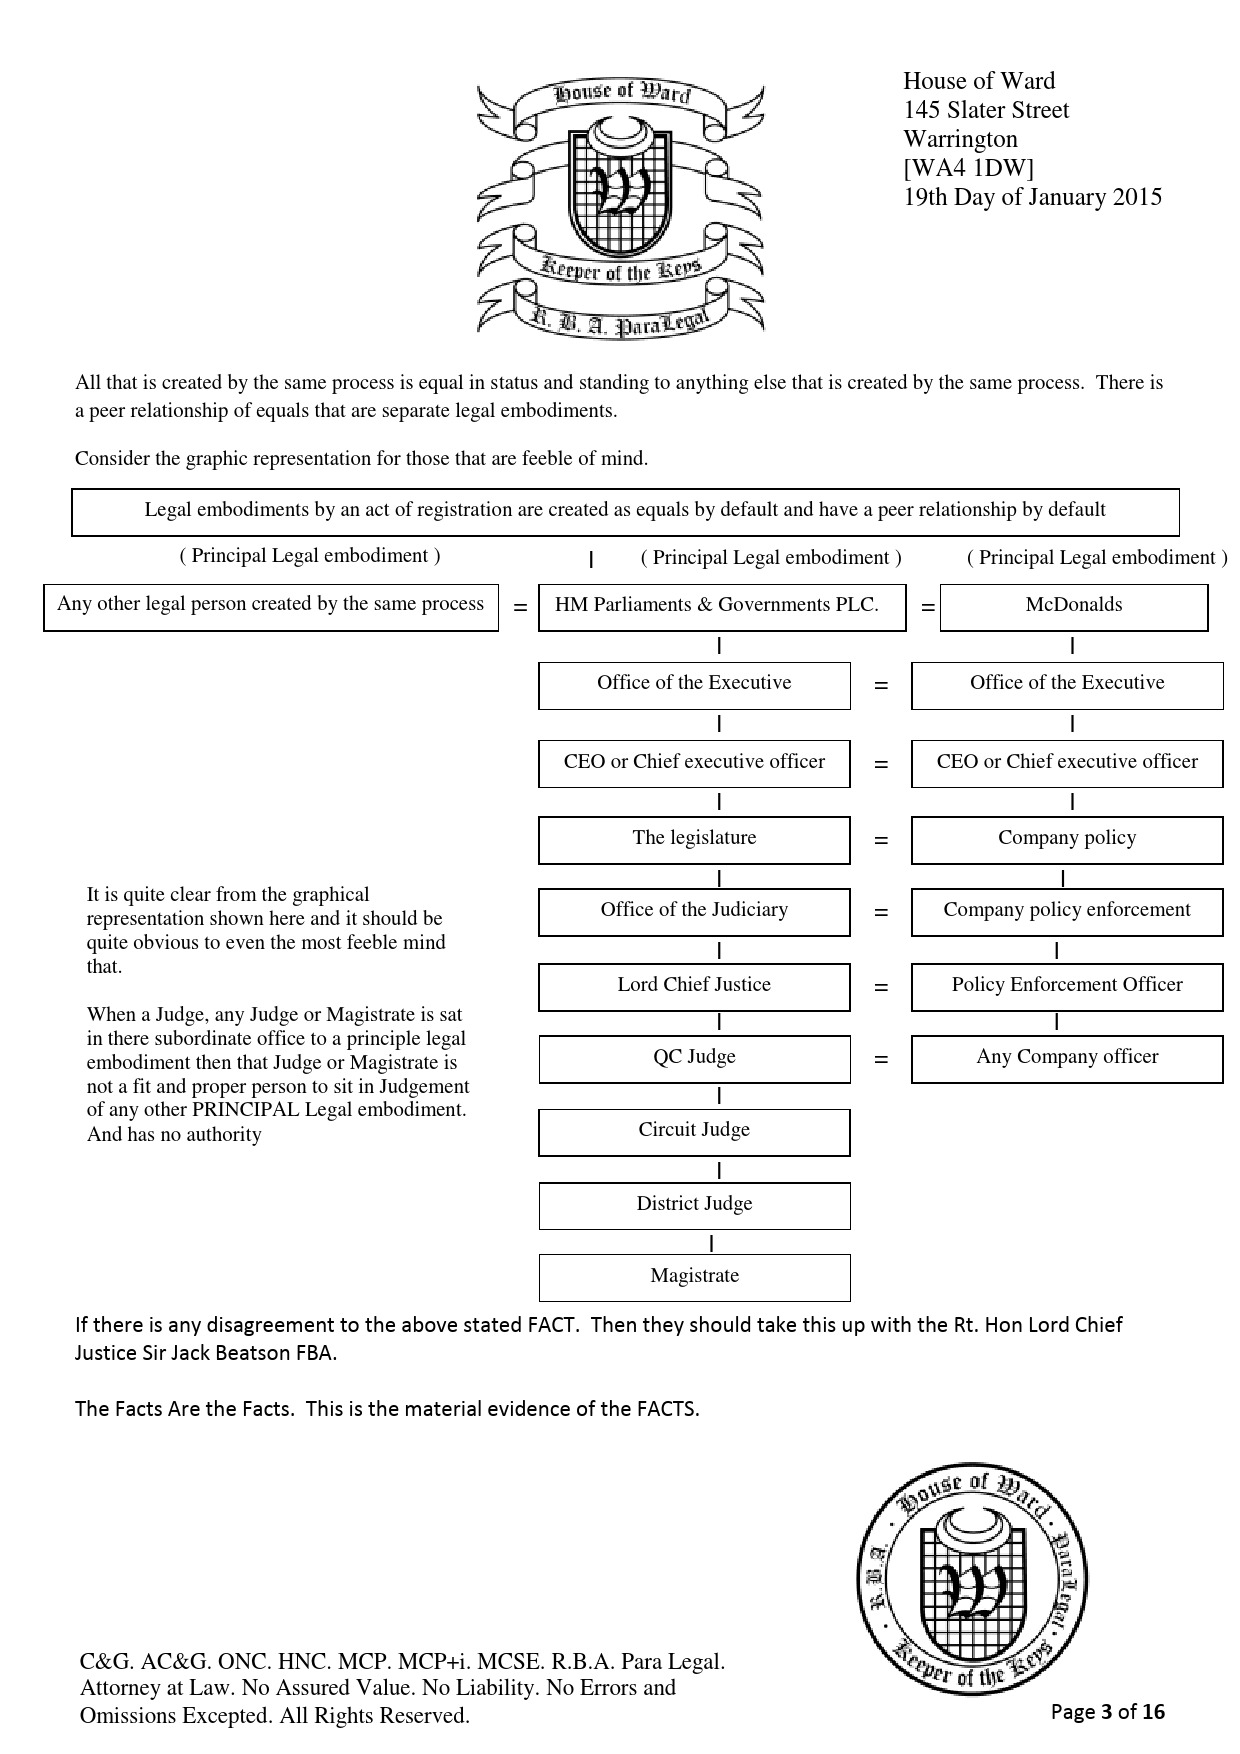 House of Ward
Keeper of the Keys
R. B. A. ParaLegal
House of Ward
145 Slater Street
Warrington
[WA4 1DW]
19th Day of January 2015
All that is created by the same process is equal in status and standing to anything else that is created by the same process.  There is
a peer relationship of equals that are separate legal embodiments.
Consider the graphic representation for those that are feeble of mind.
Legal embodiments by an act of registration are created as equals by default and have a peer relationship by default
( Principal Legal embodiment ) | ( Principal Legal embodiment ) ( Principal Legal embodiment )
Any other legal person created by the same process = HM Parliaments & Governments PLC. = McDonalds
Office of the Executive = Office of the Executive
CEO or Chief executive officer = CEO or Chief executive officer
The legislature = Company policy
Office of the Judiciary = Company policy enforcement
Lord Chief Justice = Policy Enforcement Officer
QC Judge = Any Company officer
Circuit Judge
District Judge
Magistrate
It is quite clear from the graphical
representation shown here and it should be
quite obvious to even the most feeble mind
that.
When a Judge, any Judge or Magistrate is sat
in there subordinate office to a principle legal
embodiment then that Judge or Magistrate is
not a fit and proper person to sit in Judgement
of any other PRINCIPAL Legal embodiment.
And has no authority
If there is any disagreement to the above stated FACT.  Then they should take this up with the Rt. Hon Lord Chief
Justice Sir Jack Beatson FBA.
The Facts Are the Facts.  This is the material evidence of the FACTS.
· House of Ward · ParaLegal · Keeper of the Keys · R.B.A.
C&G. AC&G. ONC. HNC. MCP. MCP+i. MCSE. R.B.A. Para Legal.
Attorney at Law. No Assured Value. No Liability. No Errors and
Omissions Excepted. All Rights Reserved.
Page 3 of 16